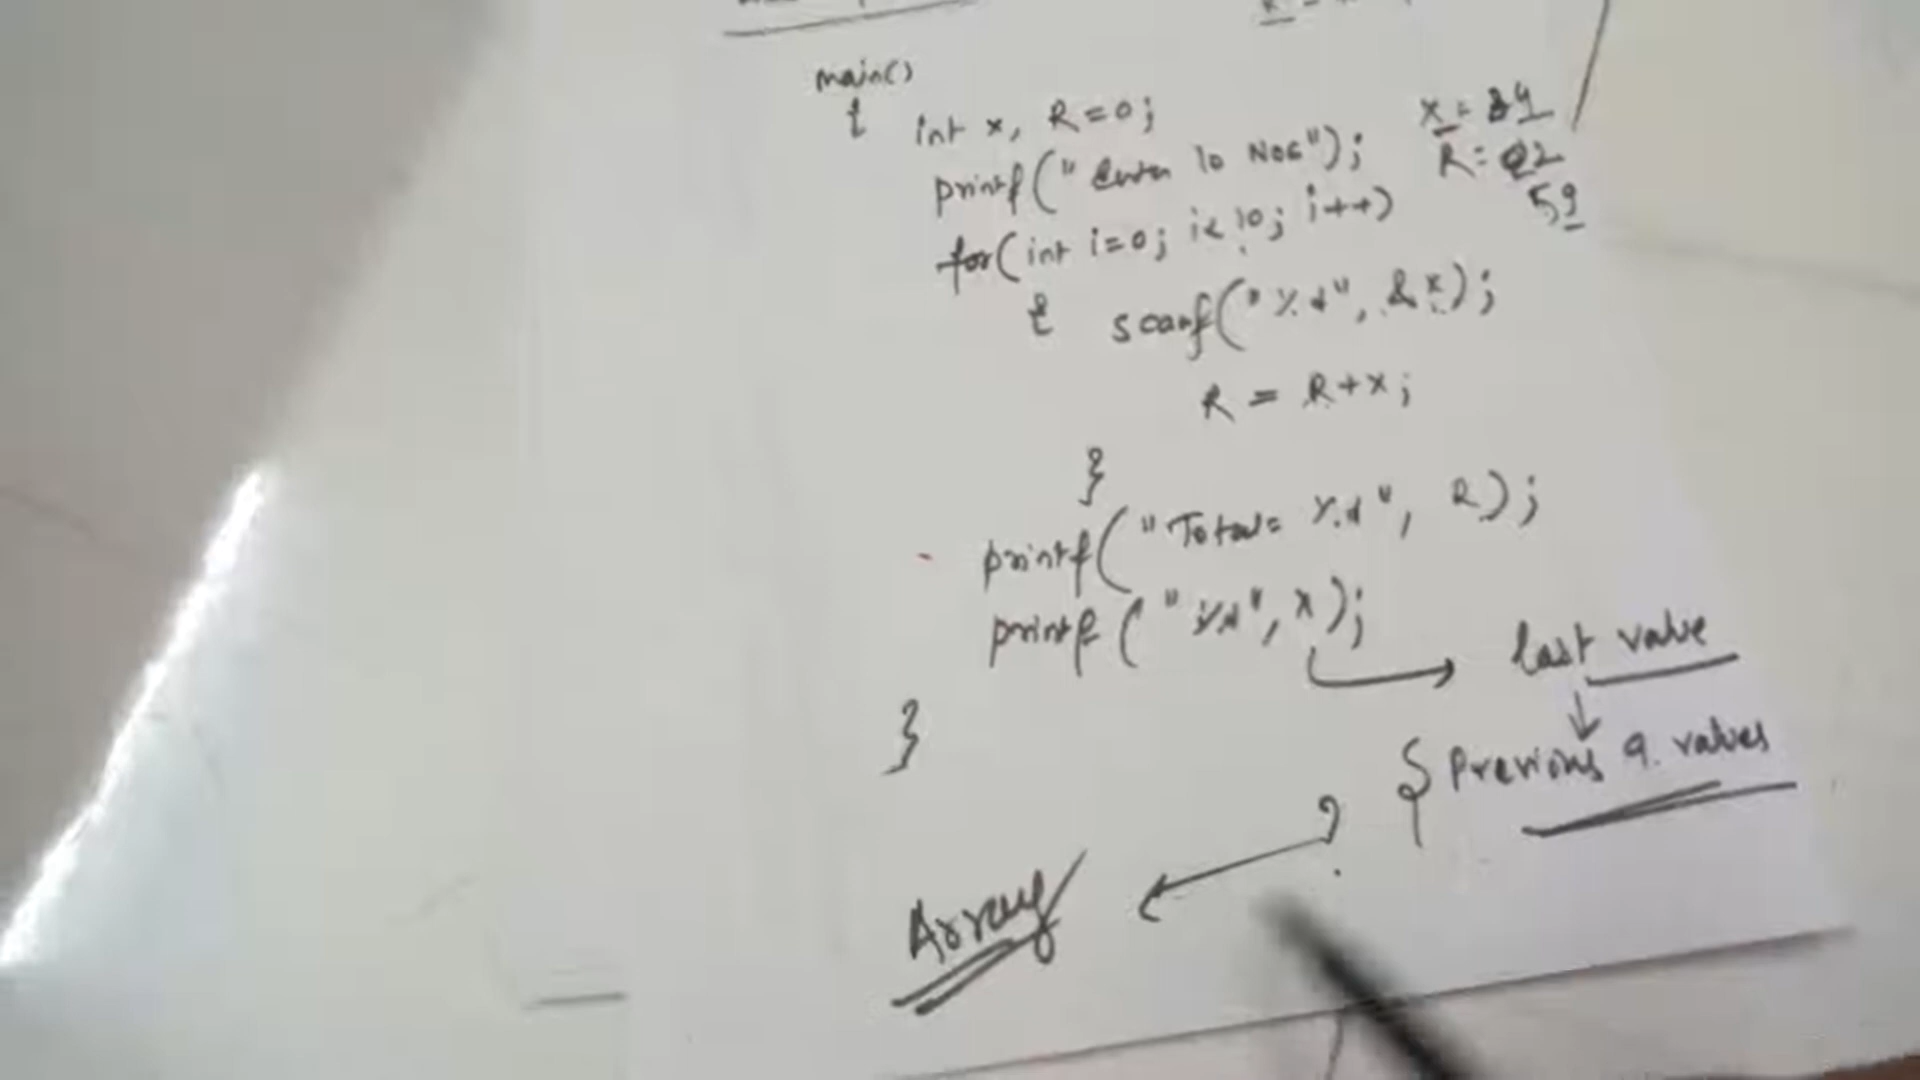 main()
{ int x, R=0;
printf("Enter 10 Nos");
for(int i=0; i<10; i++)
{ scanf("%d", &x);
R = R+x;
}
printf("Total= %d", R);
printf("%d", x);
}
x=
R=
59
last value
↓
{ Previous 9. values
?
Array